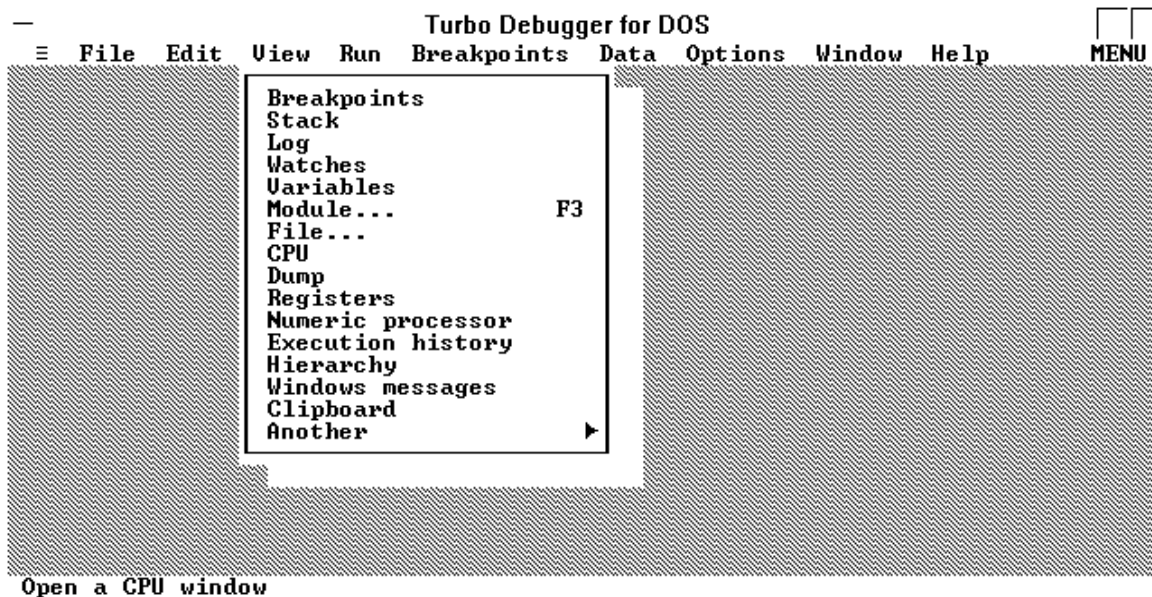 Turbo Debugger for DOS
≡ File Edit View Run Breakpoints Data Options Window Help MENU
Breakpoints
Stack
Log
Watches
Variables
Module... F3
File...
CPU
Dump
Registers
Numeric processor
Execution history
Hierarchy
Windows messages
Clipboard
Another
Open a CPU window